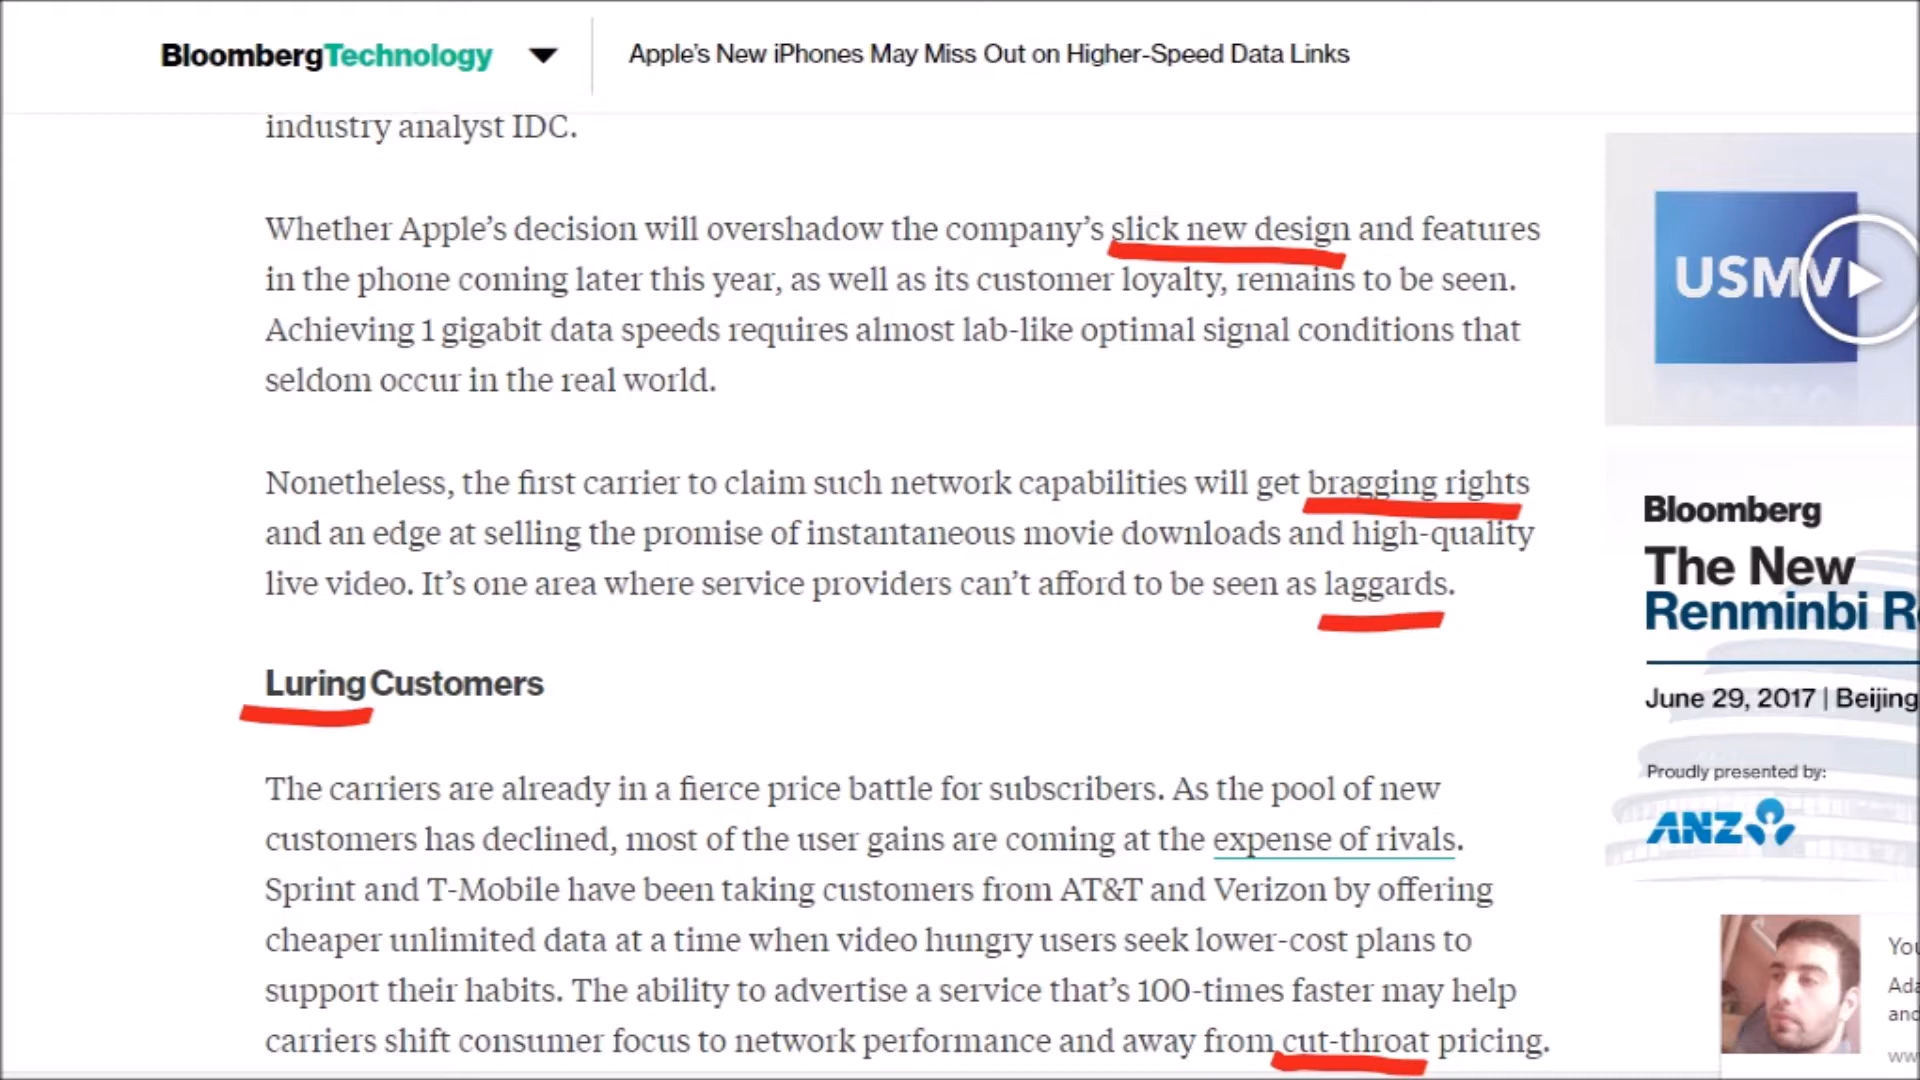 BloombergTechnology
Apple's New iPhones May Miss Out on Higher-Speed Data Links
industry analyst IDC.
Whether Apple's decision will overshadow the company's slick new design and features
in the phone coming later this year, as well as its customer loyalty, remains to be seen.
Achieving 1 gigabit data speeds requires almost lab-like optimal signal conditions that
seldom occur in the real world.
Nonetheless, the first carrier to claim such network capabilities will get bragging rights
and an edge at selling the promise of instantaneous movie downloads and high-quality
live video. It's one area where service providers can't afford to be seen as laggards.
Luring Customers
The carriers are already in a fierce price battle for subscribers. As the pool of new
customers has declined, most of the user gains are coming at the expense of rivals.
Sprint and T-Mobile have been taking customers from AT&T and Verizon by offering
cheaper unlimited data at a time when video hungry users seek lower-cost plans to
support their habits. The ability to advertise a service that's 100-times faster may help
carriers shift consumer focus to network performance and away from cut-throat pricing.
USMV
Bloomberg
The New
Renminbi R
June 29, 2017 | Beijing
Proudly presented by:
ANZ
You
Ada
and
ww